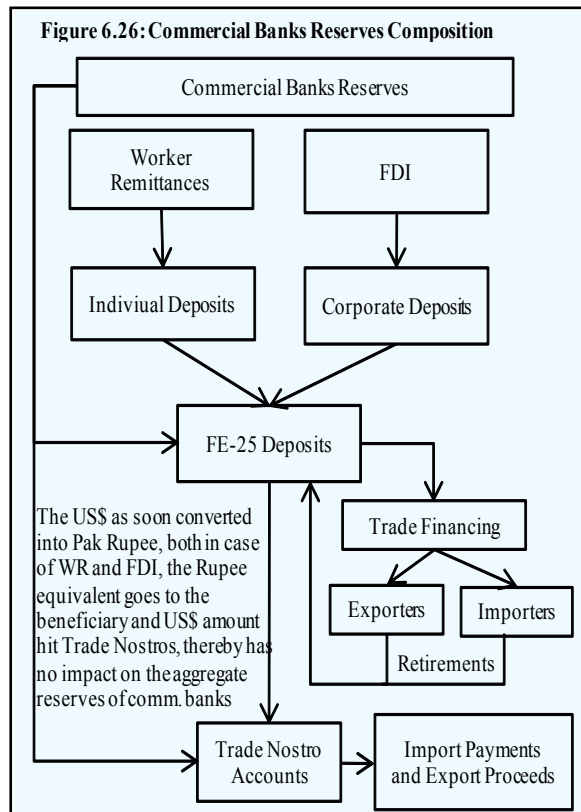 Figure 6.26: Commercial Banks Reserves Composition
Commercial Banks Reserves
Worker
Remittances
FDI
Indiviual Deposits
Corporate Deposits
FE-25 Deposits
The US$ as soon converted
into Pak Rupee, both in case
of WR and FDI, the Rupee
equivalent goes to the
beneficiary and US$ amount
hit Trade Nostros, thereby has
no impact on the aggregate
reserves of comm. banks
Trade Financing
Exporters
Importers
Retirements
Trade Nostro
Accounts
Import Payments
and Export Proceeds